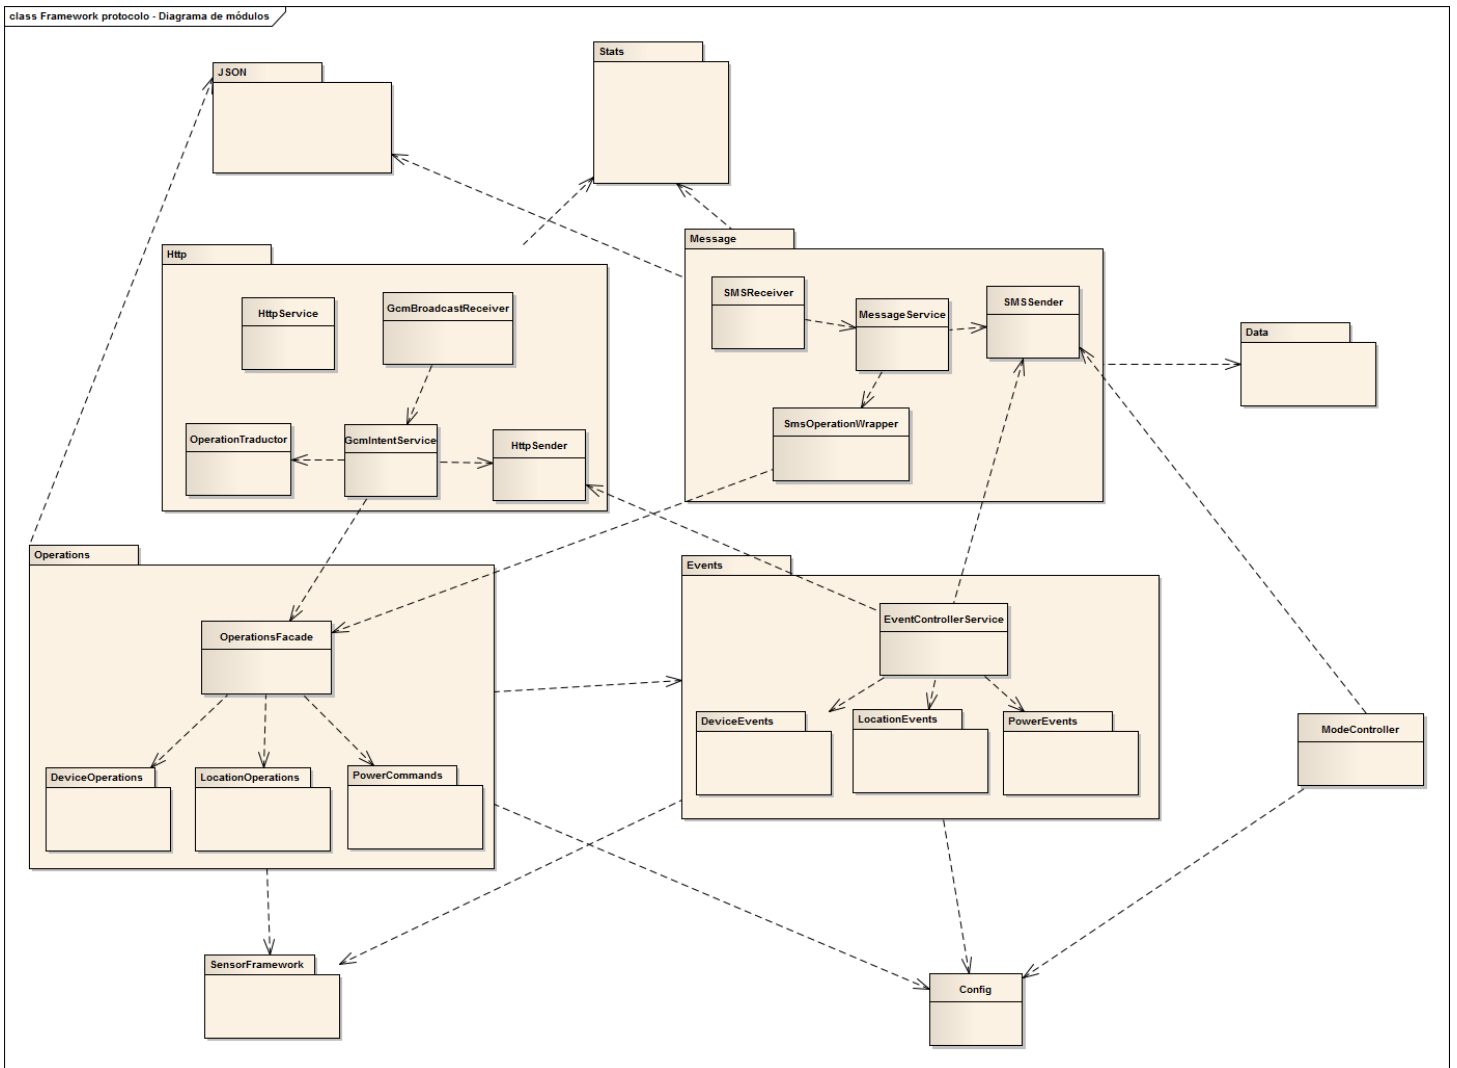 class Framework protocolo - Diagrama de módulos
Stats
JSON
Message
Http
SMSReceiver
SMSSender
HttpService
GcmBroadcastReceiver
MessageService
Data
SmsOperationWrapper
OperationTraductor
GcmIntentService
HttpSender
Operations
Events
EventControllerService
OperationsFacade
DeviceEvents
LocationEvents
PowerEvents
ModeController
DeviceOperations
LocationOperations
PowerCommands
SensorFramework
Config